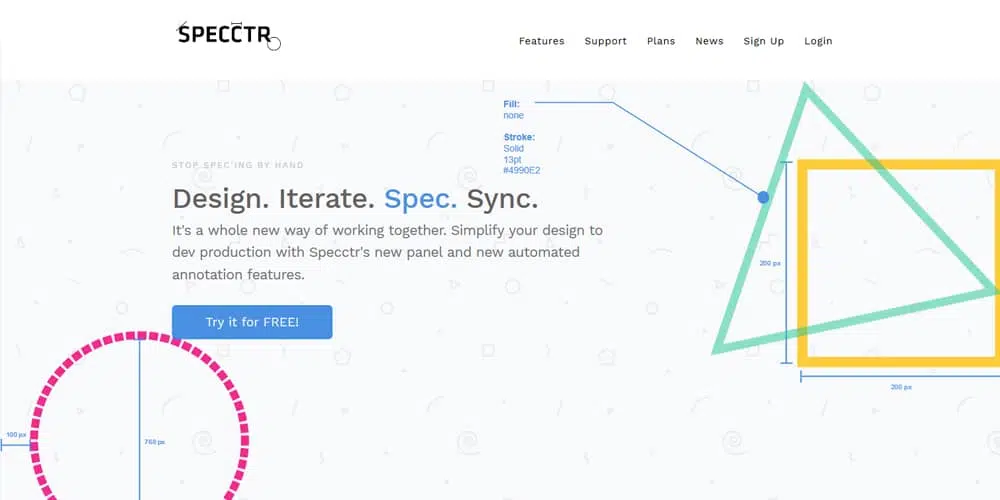 SPECCTR
Features Support Plans News Sign Up Login
Fill:
none
Stroke:
Solid
13pt
#4990E2
STOP SPEC'ING BY HAND
Design. Iterate. Spec. Sync.
It's a whole new way of working together. Simplify your design to
dev production with Specctr's new panel and new automated
annotation features.
Try it for FREE!
200 px
200 px
100 px
768 px